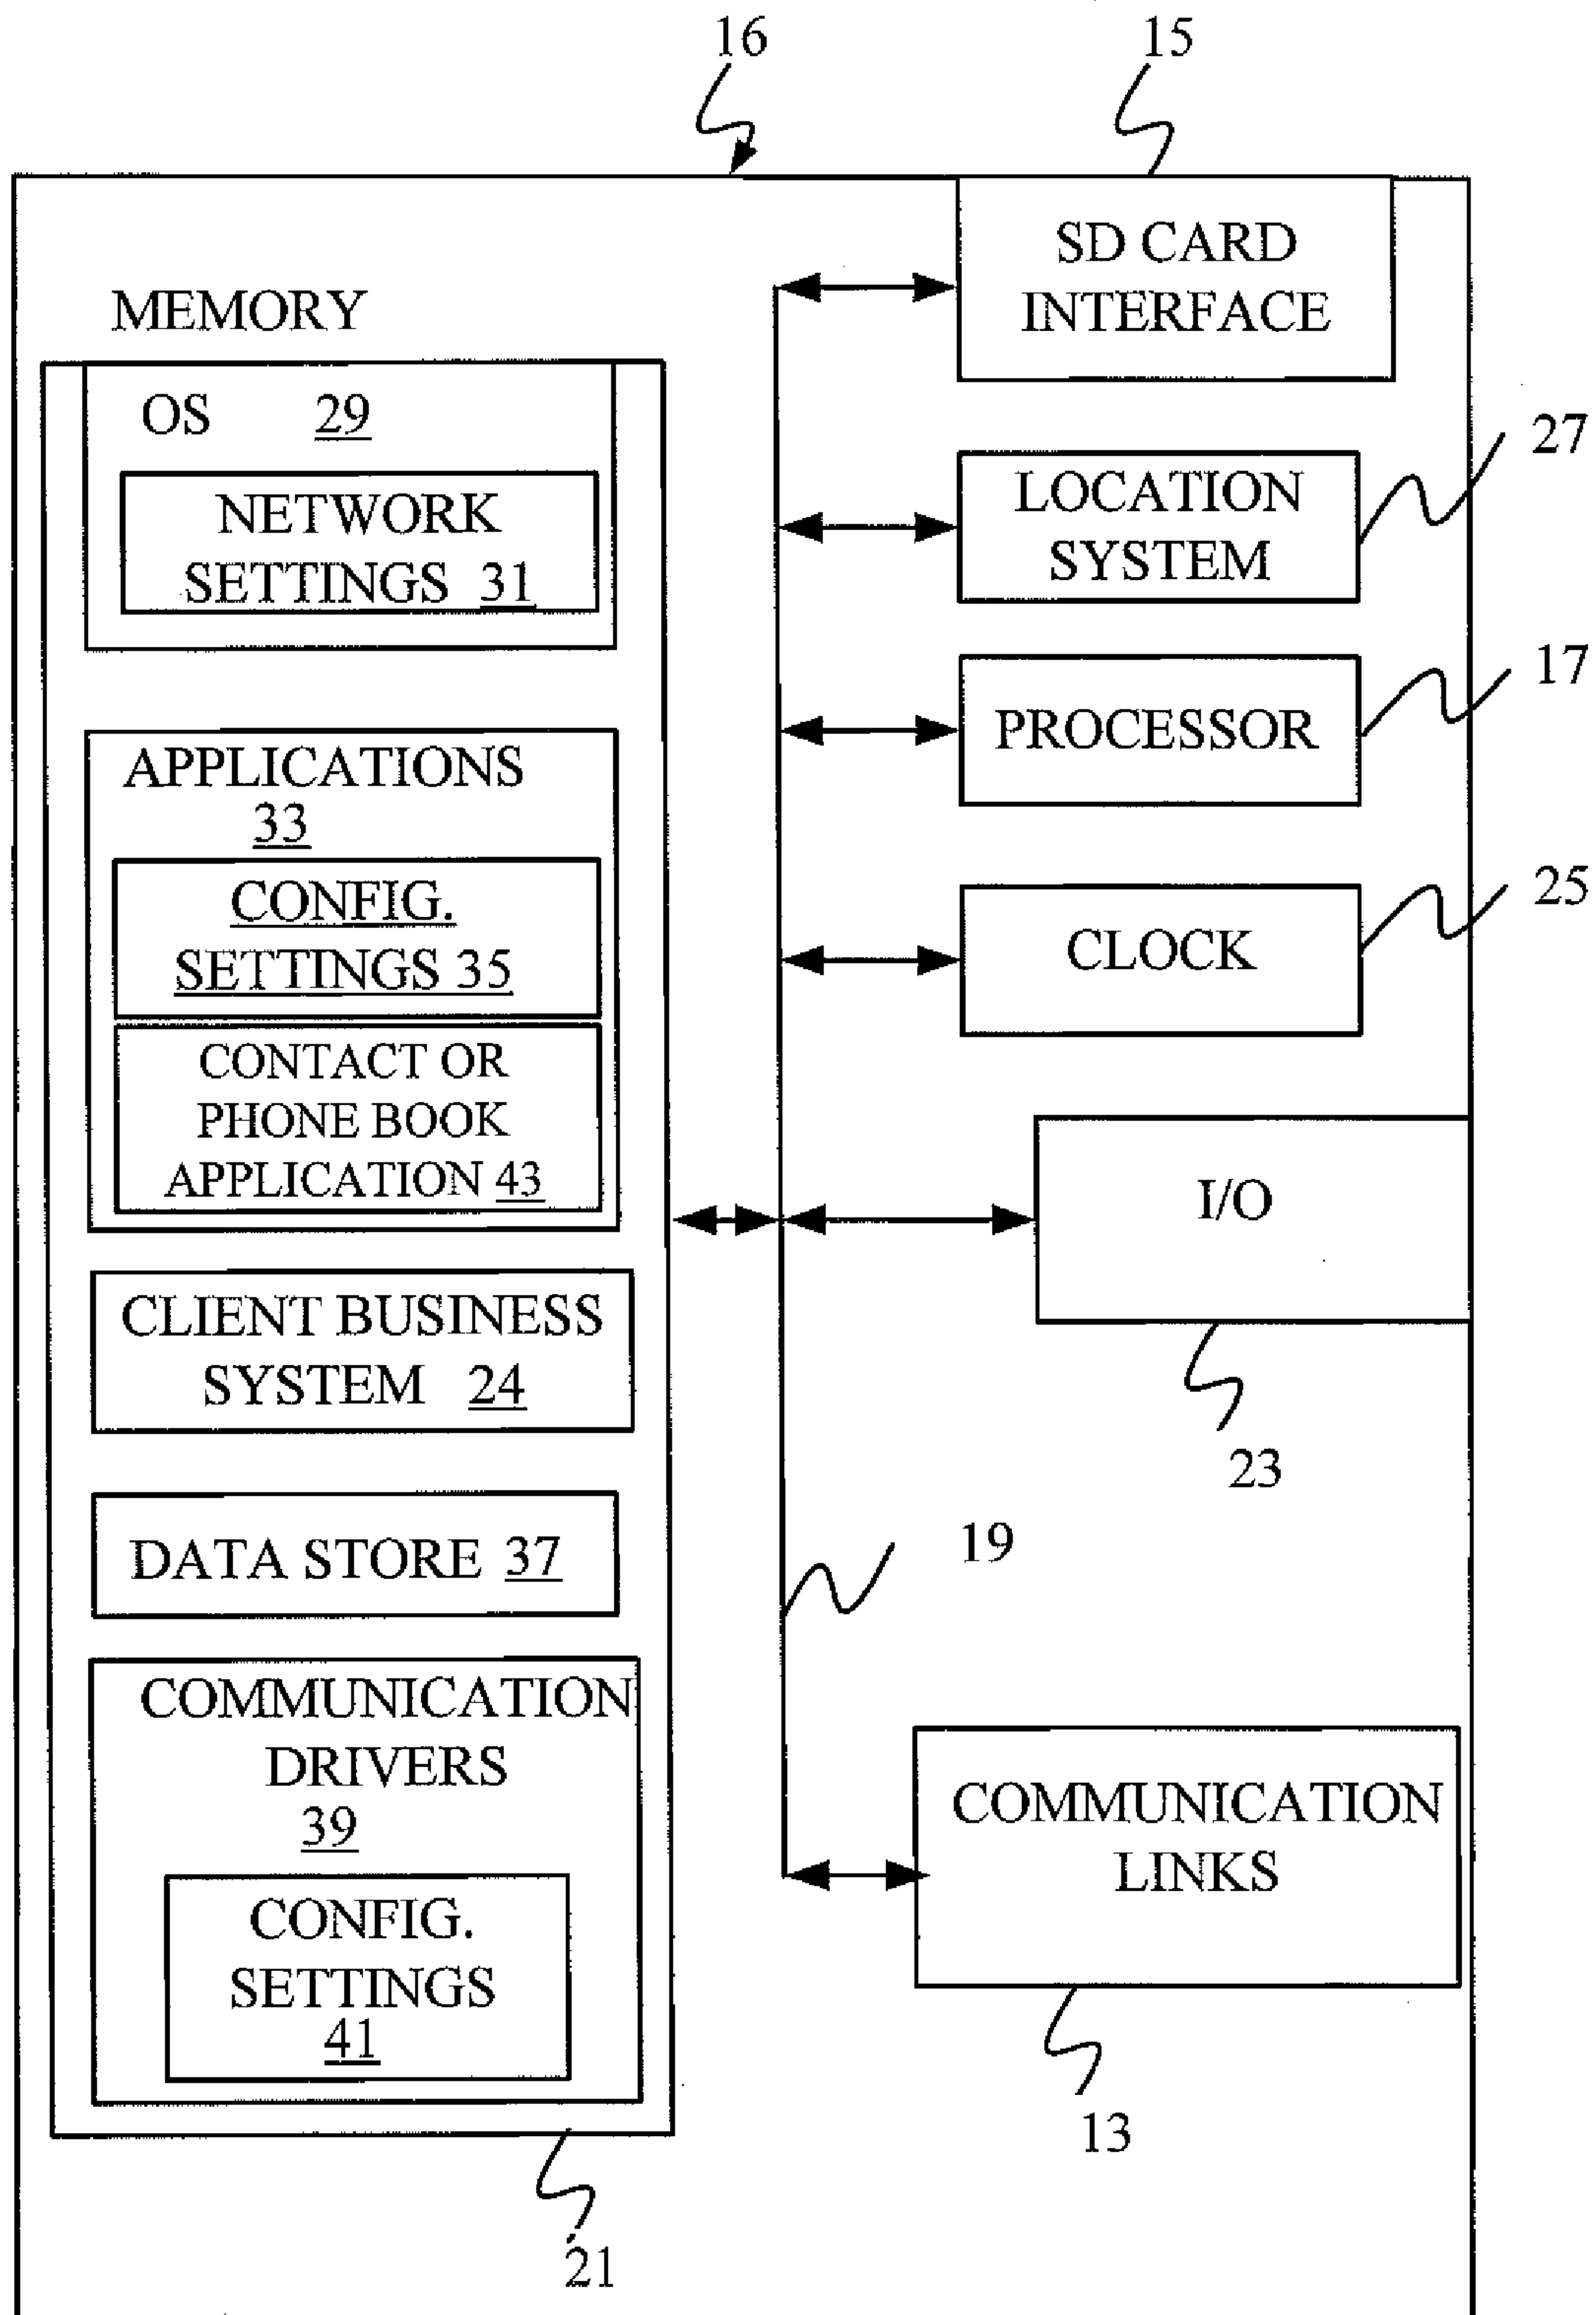 16
15
SD CARD
INTERFACE
MEMORY
OS 29
NETWORK
SETTINGS 31
APPLICATIONS
33
CONFIG.
SETTINGS 35
CONTACT OR
PHONE BOOK
APPLICATION 43
CLIENT BUSINESS
SYSTEM 24
DATA STORE 37
COMMUNICATION
DRIVERS
39
CONFIG.
SETTINGS
41
21
LOCATION
SYSTEM
27
PROCESSOR
17
CLOCK
25
I/O
23
19
COMMUNICATION
LINKS
13